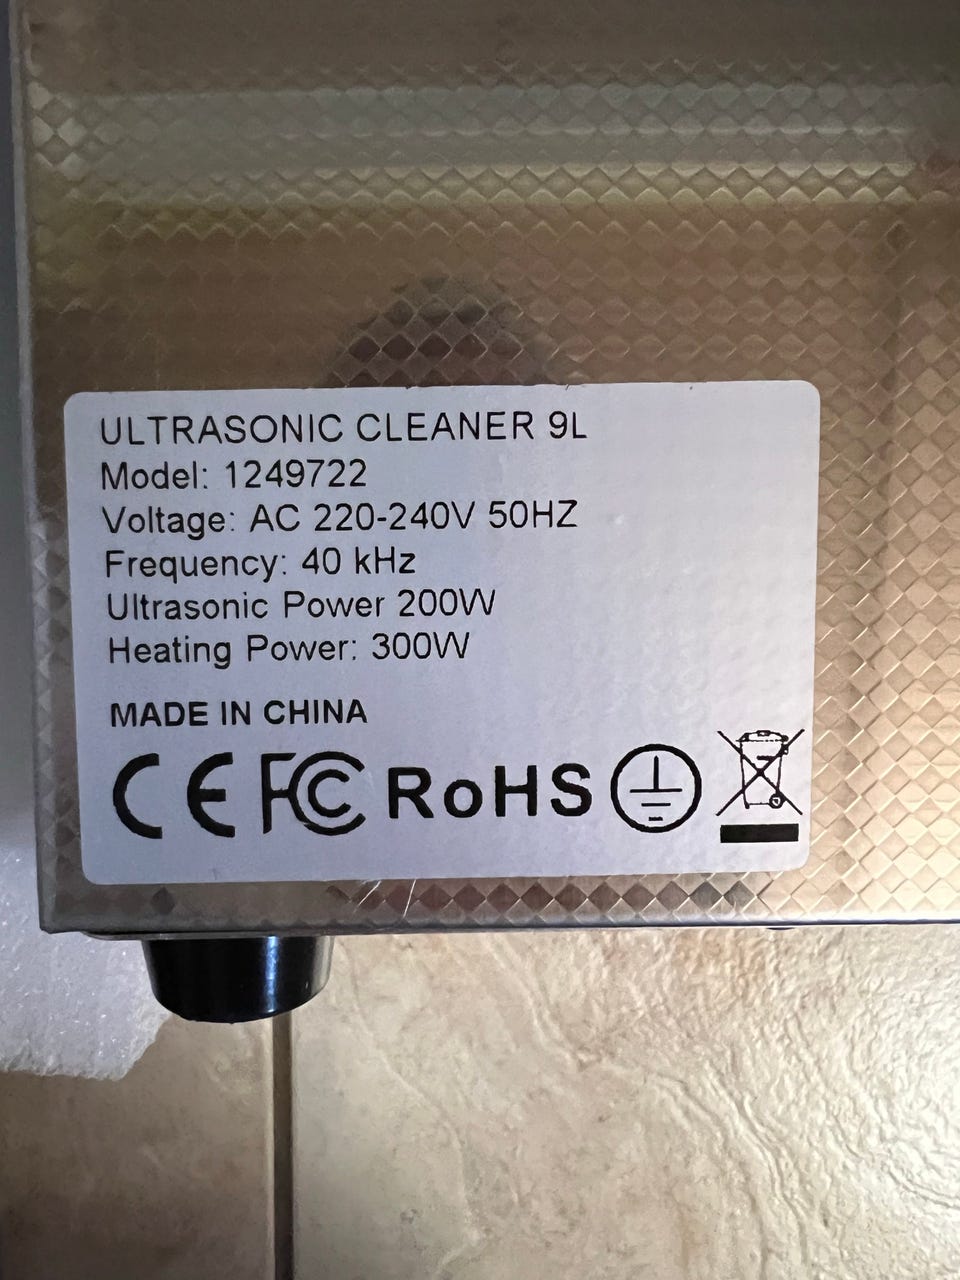 ULTRASONIC CLEANER 9L
Model: 1249722
Voltage: AC 220-240V 50HZ
Frequency: 40 kHz
Ultrasonic Power 200W
Heating Power: 300W
MADE IN CHINA
CE FC RoHS